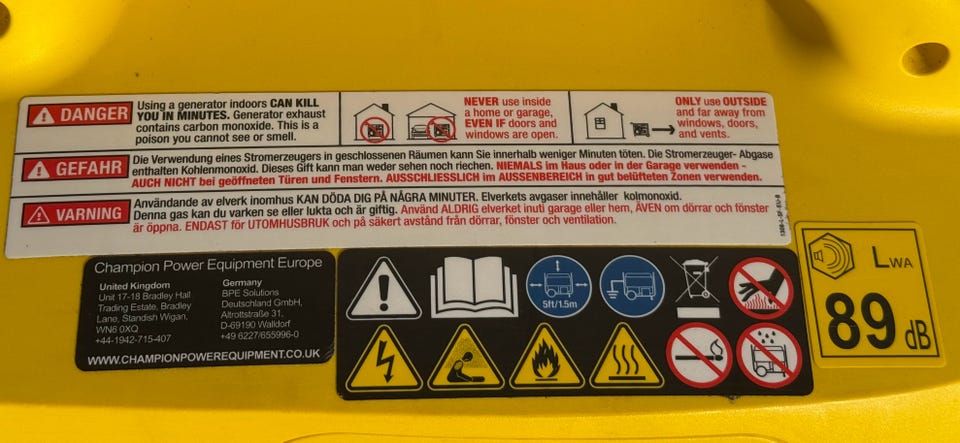 DANGER
Using a generator indoors CAN KILL
YOU IN MINUTES. Generator exhaust
contains carbon monoxide. This is a
poison you cannot see or smell.
NEVER use inside
a home or garage,
EVEN IF doors and
windows are open.
ONLY use OUTSIDE
and far away from
windows, doors,
and vents.
GEFAHR
Die Verwendung eines Stromerzeugers in geschlossenen Räumen kann Sie innerhalb weniger Minuten töten. Die Stromerzeuger- Abgase
enthalten Kohlenmonoxid. Dieses Gift kann man weder sehen noch riechen. NIEMALS im Haus oder in der Garage verwenden -
AUCH NICHT bei geöffneten Türen und Fenstern. AUSSCHLIESSLICH im AUSSENBEREICH in gut belüfteten Zonen verwenden.
VARNING
Användande av elverk inomhus KAN DÖDA DIG PÅ NÅGRA MINUTER. Elverkets avgaser innehåller kolmonoxid.
Denna gas kan du varken se eller lukta och är giftig. Använd ALDRIG elverket inuti garage eller hem, ÄVEN om dörrar och fönster
är öppna. ENDAST för UTOMHUSBRUK och på säkert avstånd från dörrar, fönster och ventilation.
Champion Power Equipment Europe
United Kingdom
Unit 17-18 Bradley Hall
Trading Estate, Bradley
Lane, Standish Wigan,
WN6 0XQ
+44-1942-715-407
Germany
BPE Solutions
Deutschland GmbH,
Altrottstraße 31,
D-69190 Walldorf
+49 6227/655996-0
WWW.CHAMPIONPOWEREQUIPMENT.CO.UK
5ft/1.5m
LWA
89 dB